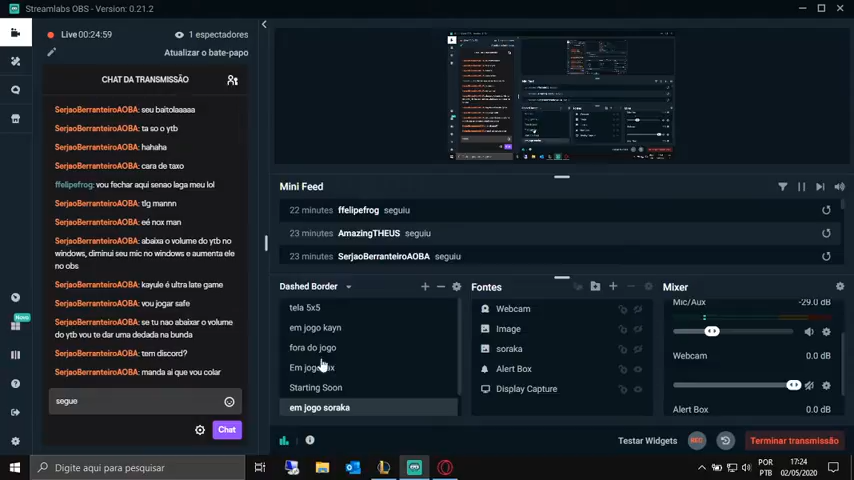 Streamlabs OBS - Version: 0.21.2
Live 00:24:59
1 espectadores
Atualizar o bate-papo
CHAT DA TRANSMISSÃO
SerjaoBerranteiroAOBA: seu baitolaaaaa
SerjaoBerranteiroAOBA: ta so o ytb
SerjaoBerranteiroAOBA: hahaha
SerjaoBerranteiroAOBA: cara de taxo
ffelipefrog: vou fechar aqui senao laga meu lol
SerjaoBerranteiroAOBA: tlg mannn
SerjaoBerranteiroAOBA: eé nox man
SerjaoBerranteiroAOBA: abaixa o volume do ytb no
windows, diminui seu mic no windows e aumenta ele
no obs
SerjaoBerranteiroAOBA: kayule é ultra late game
SerjaoBerranteiroAOBA: vou jogar safe
SerjaoBerranteiroAOBA: se tu nao abaixar o volume
do ytb vou te dar uma dedada na bunda
SerjaoBerranteiroAOBA: tem discord?
SerjaoBerranteiroAOBA: manda ai que vou colar
segue
Chat
Novo
Mini Feed
22 minutes ffelipefrog seguiu
23 minutes AmazingTHEUS seguiu
23 minutes SerjaoBerranteiroAOBA seguiu
Dashed Border
tela 5x5
em jogo kayn
fora do jogo
Em jogo
Starting Soon
em jogo soraka
Fontes
Webcam
Image
soraka
Alert Box
Display Capture
Mixer
Mic/Aux -29.0 dB
Webcam 0.0 dB
Alert Box 0.0 dB
Testar Widgets
REC
Terminar transmissão
Digite aqui para pesquisar
POR
PTB
17:24
02/05/2020